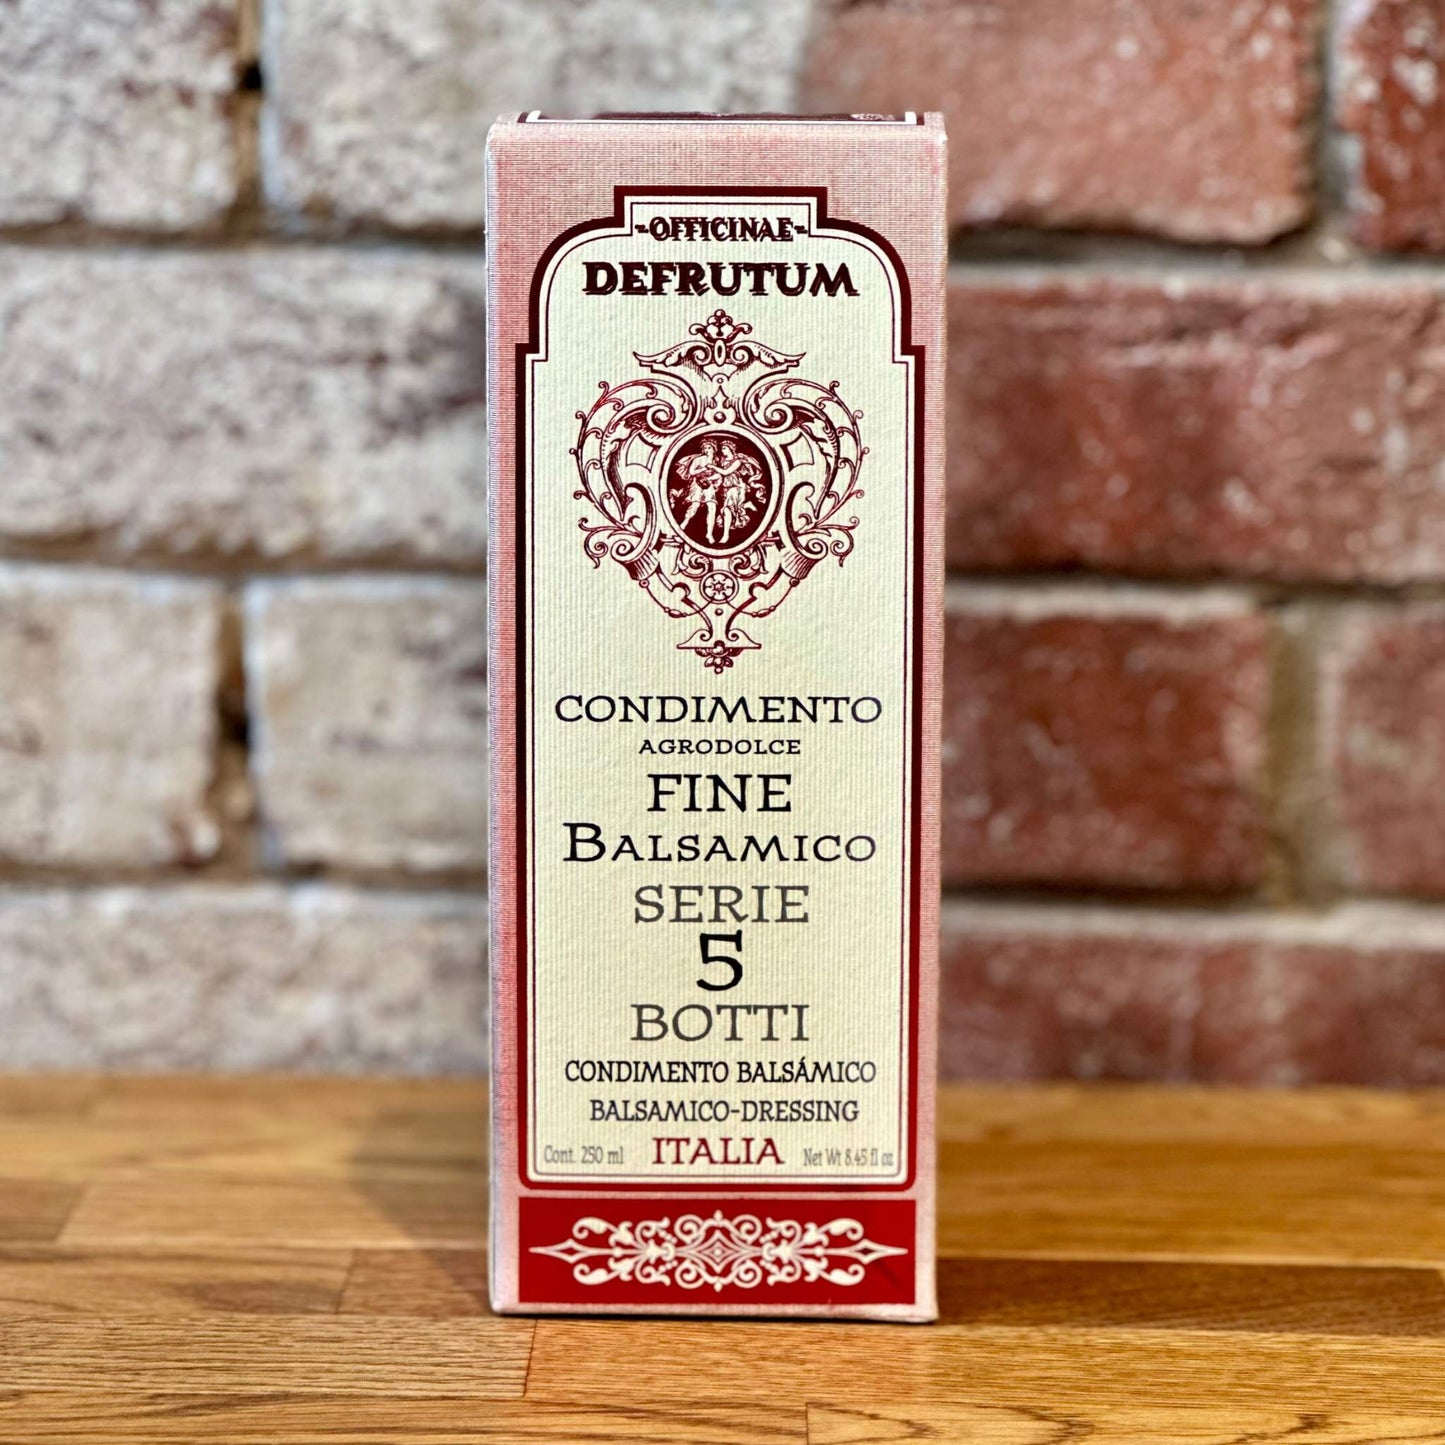 -OFFICINAE-
DEFRUTUM
CONDIMENTO
AGRODOLCE
FINE
BALSAMICO
SERIE
5
BOTTI
CONDIMENTO BALSÁMICO
BALSAMICO-DRESSING
Cont. 250 ml ITALIA Net Wt 8.45 fl oz